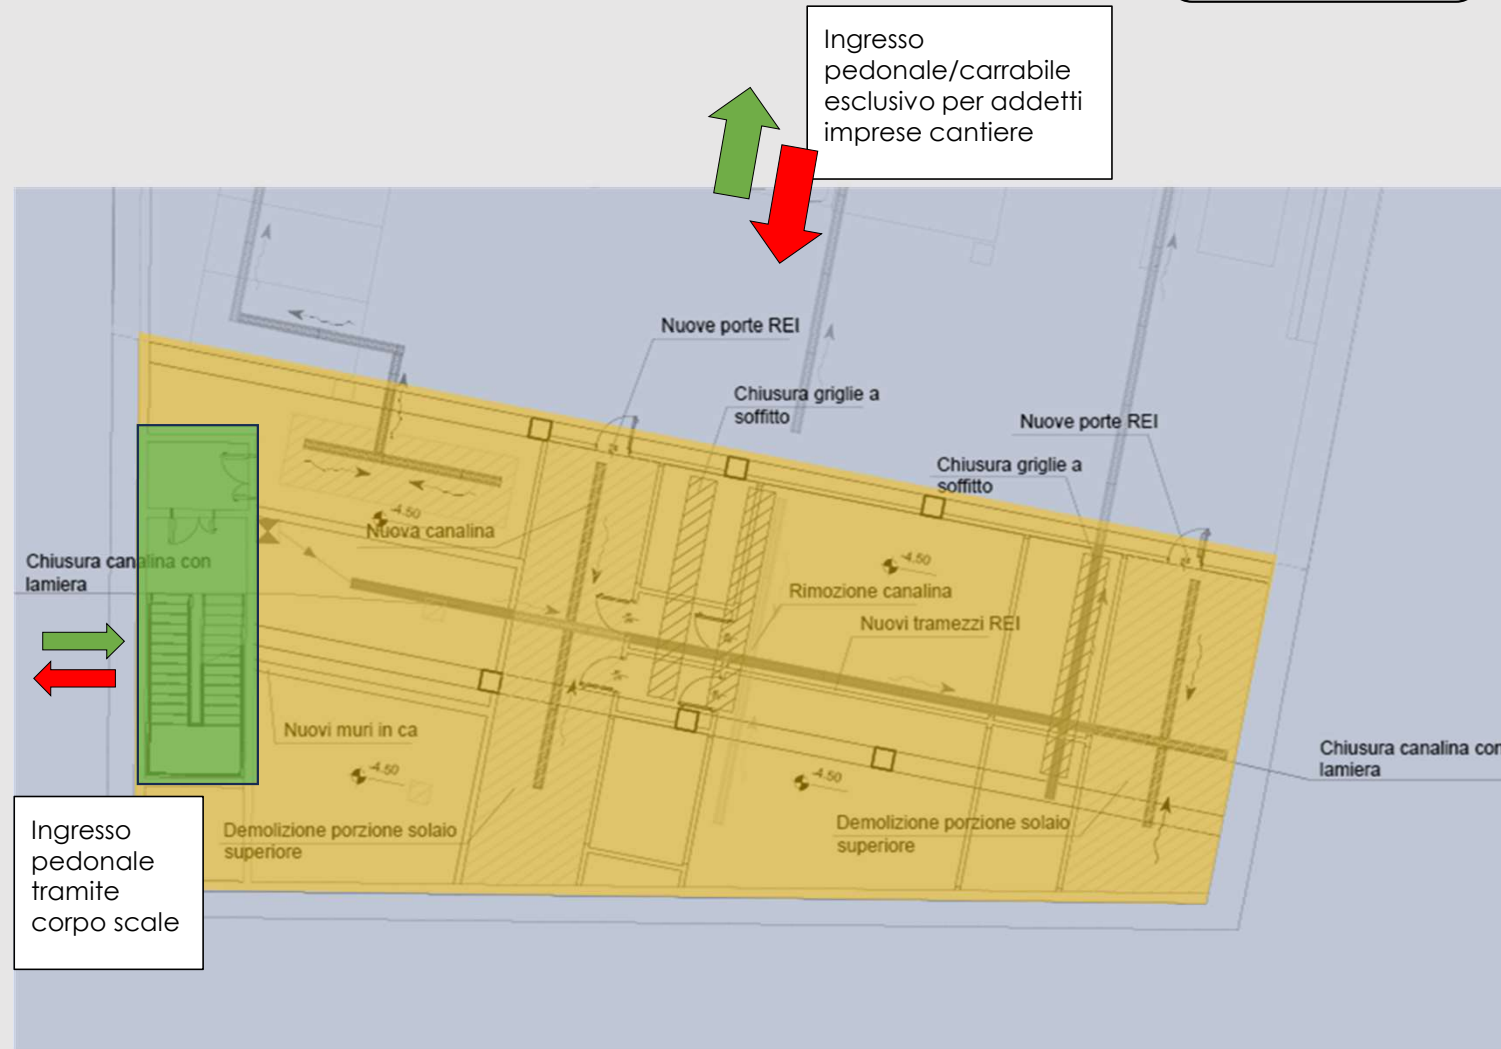 Ingresso
pedonale/carrabile
esclusivo per addetti
imprese cantiere
Nuove porte REI
Chiusura griglie a
soffitto
Nuove porte REI
Chiusura griglie a
soffitto
-4.50
Nuova canalina
-4.50
Chiusura canalina con
lamiera
Rimozione canalina
Nuovi tramezzi REI
Nuovi muri in ca
-4.50
-4.50
Chiusura canalina con
lamiera
Demolizione porzione solaio
superiore
Demolizione porzione solaio
superiore
Ingresso
pedonale
tramite
corpo scale